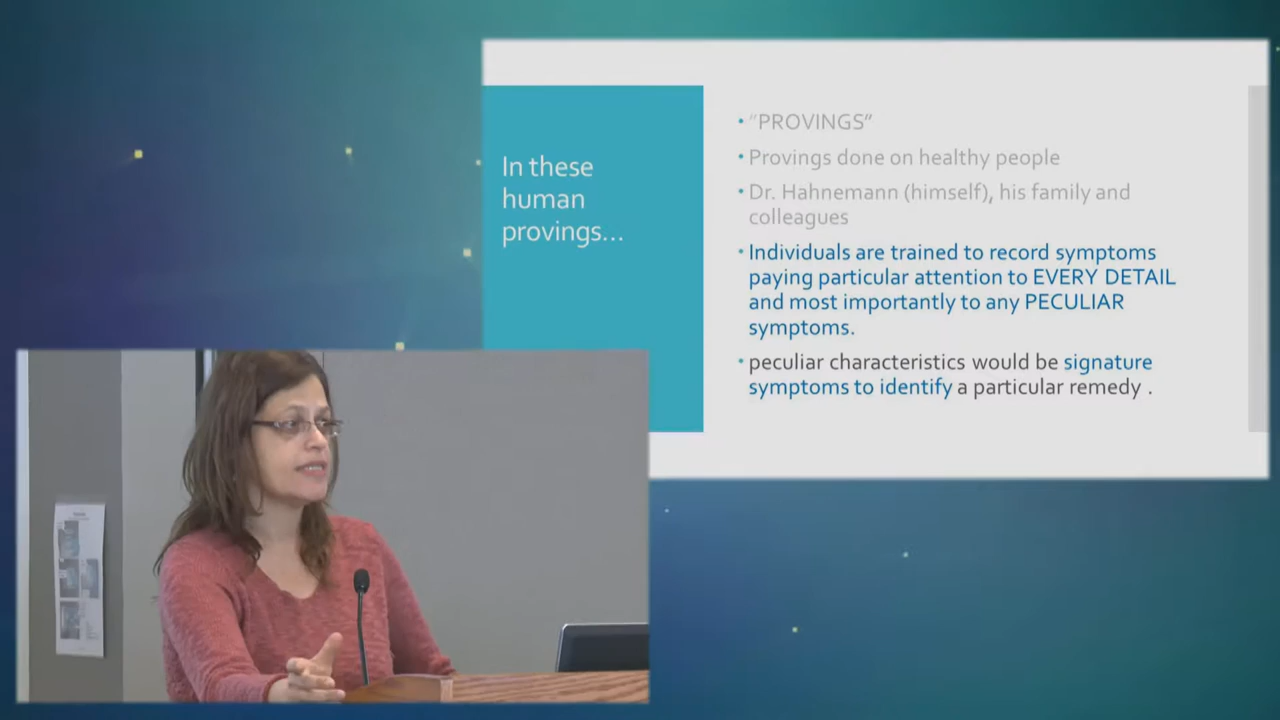 In these
human
provings...
• "PROVINGS"
• Provings done on healthy people
• Dr. Hahnemann (himself), his family and
colleagues
• Individuals are trained to record symptoms
paying particular attention to EVERY DETAIL
and most importantly to any PECULIAR
symptoms.
• peculiar characteristics would be signature
symptoms to identify a particular remedy .